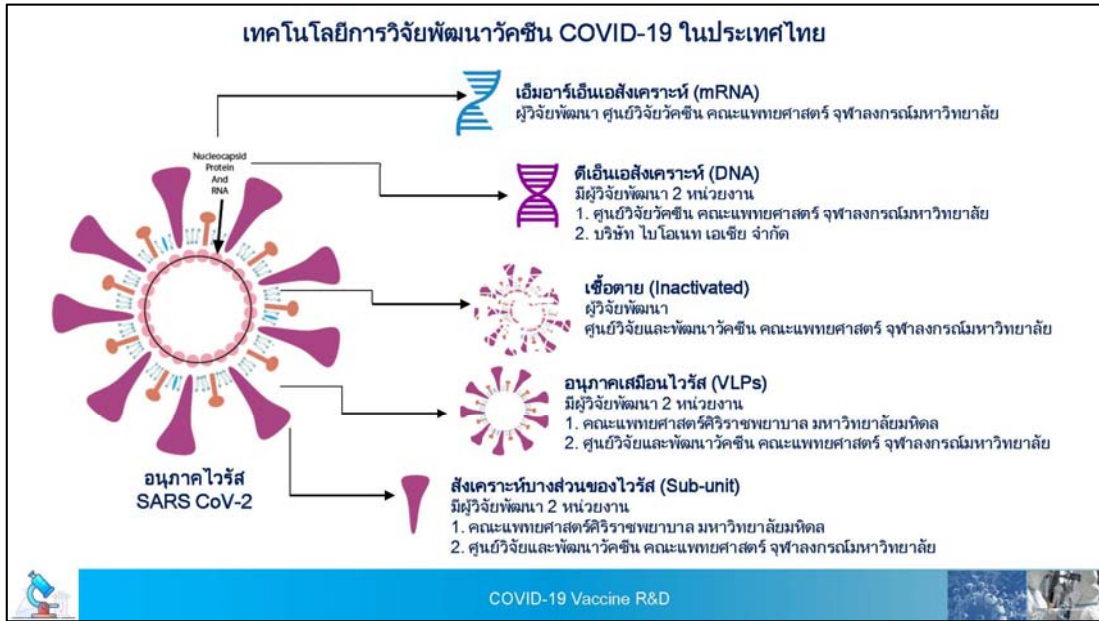 เทคโนโลยีการวิจัยพัฒนาวัคซีน COVID-19 ในประเทศไทย
เอ็มอาร์เอ็นเอสังเคราะห์ (mRNA)
ผู้วิจัยพัฒนา ศูนย์วิจัยวัคซีน คณะแพทยศาสตร์ จุฬาลงกรณ์มหาวิทยาลัย
Nucleocapsid
Protein
And
RNA
ดีเอ็นเอสังเคราะห์ (DNA)
มีผู้วิจัยพัฒนา 2 หน่วยงาน
1. ศูนย์วิจัยวัคซีน คณะแพทยศาสตร์ จุฬาลงกรณ์มหาวิทยาลัย
2. บริษัท ไบโอเนท เอเชีย จำกัด
เชื้อตาย (Inactivated)
ผู้วิจัยพัฒนา
ศูนย์วิจัยและพัฒนาวัคซีน คณะแพทยศาสตร์ จุฬาลงกรณ์มหาวิทยาลัย
อนุภาคเสมือนไวรัส (VLPs)
มีผู้วิจัยพัฒนา 2 หน่วยงาน
1. คณะแพทยศาสตร์ศิริราชพยาบาล มหาวิทยาลัยมหิดล
2. ศูนย์วิจัยและพัฒนาวัคซีน คณะแพทยศาสตร์ จุฬาลงกรณ์มหาวิทยาลัย
อนุภาคไวรัส
SARS CoV-2
สังเคราะห์บางส่วนของไวรัส (Sub-unit)
มีผู้วิจัยพัฒนา 2 หน่วยงาน
1. คณะแพทยศาสตร์ศิริราชพยาบาล มหาวิทยาลัยมหิดล
2. ศูนย์วิจัยและพัฒนาวัคซีน คณะแพทยศาสตร์ จุฬาลงกรณ์มหาวิทยาลัย
COVID-19 Vaccine R&D